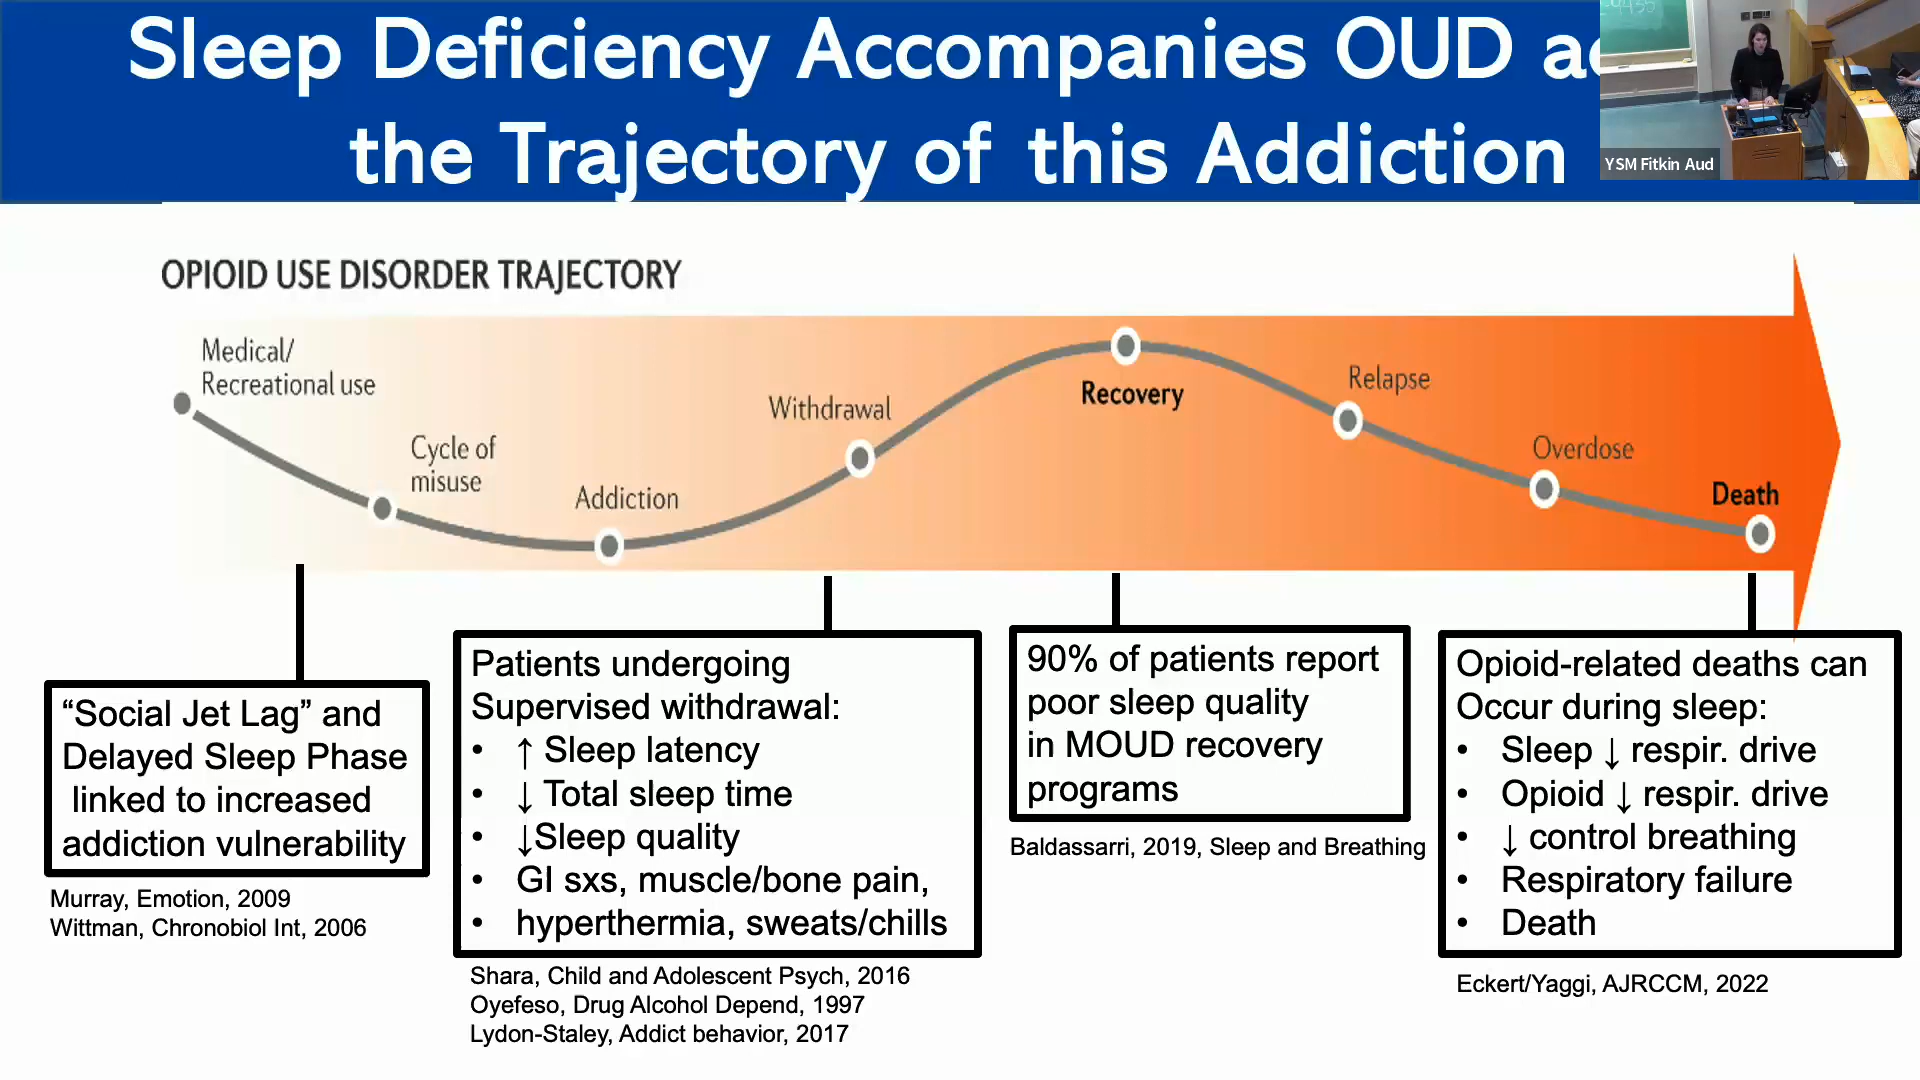 Sleep Deficiency Accompanies OUD
the Trajectory of this Addiction
YSM Fitkin Aud
OPIOID USE DISORDER TRAJECTORY
Medical/
Recreational use
Cycle of
misuse
Addiction
Withdrawal
Recovery
Relapse
Overdose
Death
“Social Jet Lag” and
Delayed Sleep Phase
linked to increased
addiction vulnerability
Murray, Emotion, 2009
Wittman, Chronobiol Int, 2006
Patients undergoing
Supervised withdrawal:
• ↑ Sleep latency
• ↓ Total sleep time
• ↓Sleep quality
• GI sxs, muscle/bone pain,
• hyperthermia, sweats/chills
Shara, Child and Adolescent Psych, 2016
Oyefeso, Drug Alcohol Depend, 1997
Lydon-Staley, Addict behavior, 2017
90% of patients report
poor sleep quality
in MOUD recovery
programs
Baldassarri, 2019, Sleep and Breathing
Opioid-related deaths can
Occur during sleep:
• Sleep ↓ respir. drive
• Opioid ↓ respir. drive
• ↓ control breathing
• Respiratory failure
• Death
Eckert/Yaggi, AJRCCM, 2022